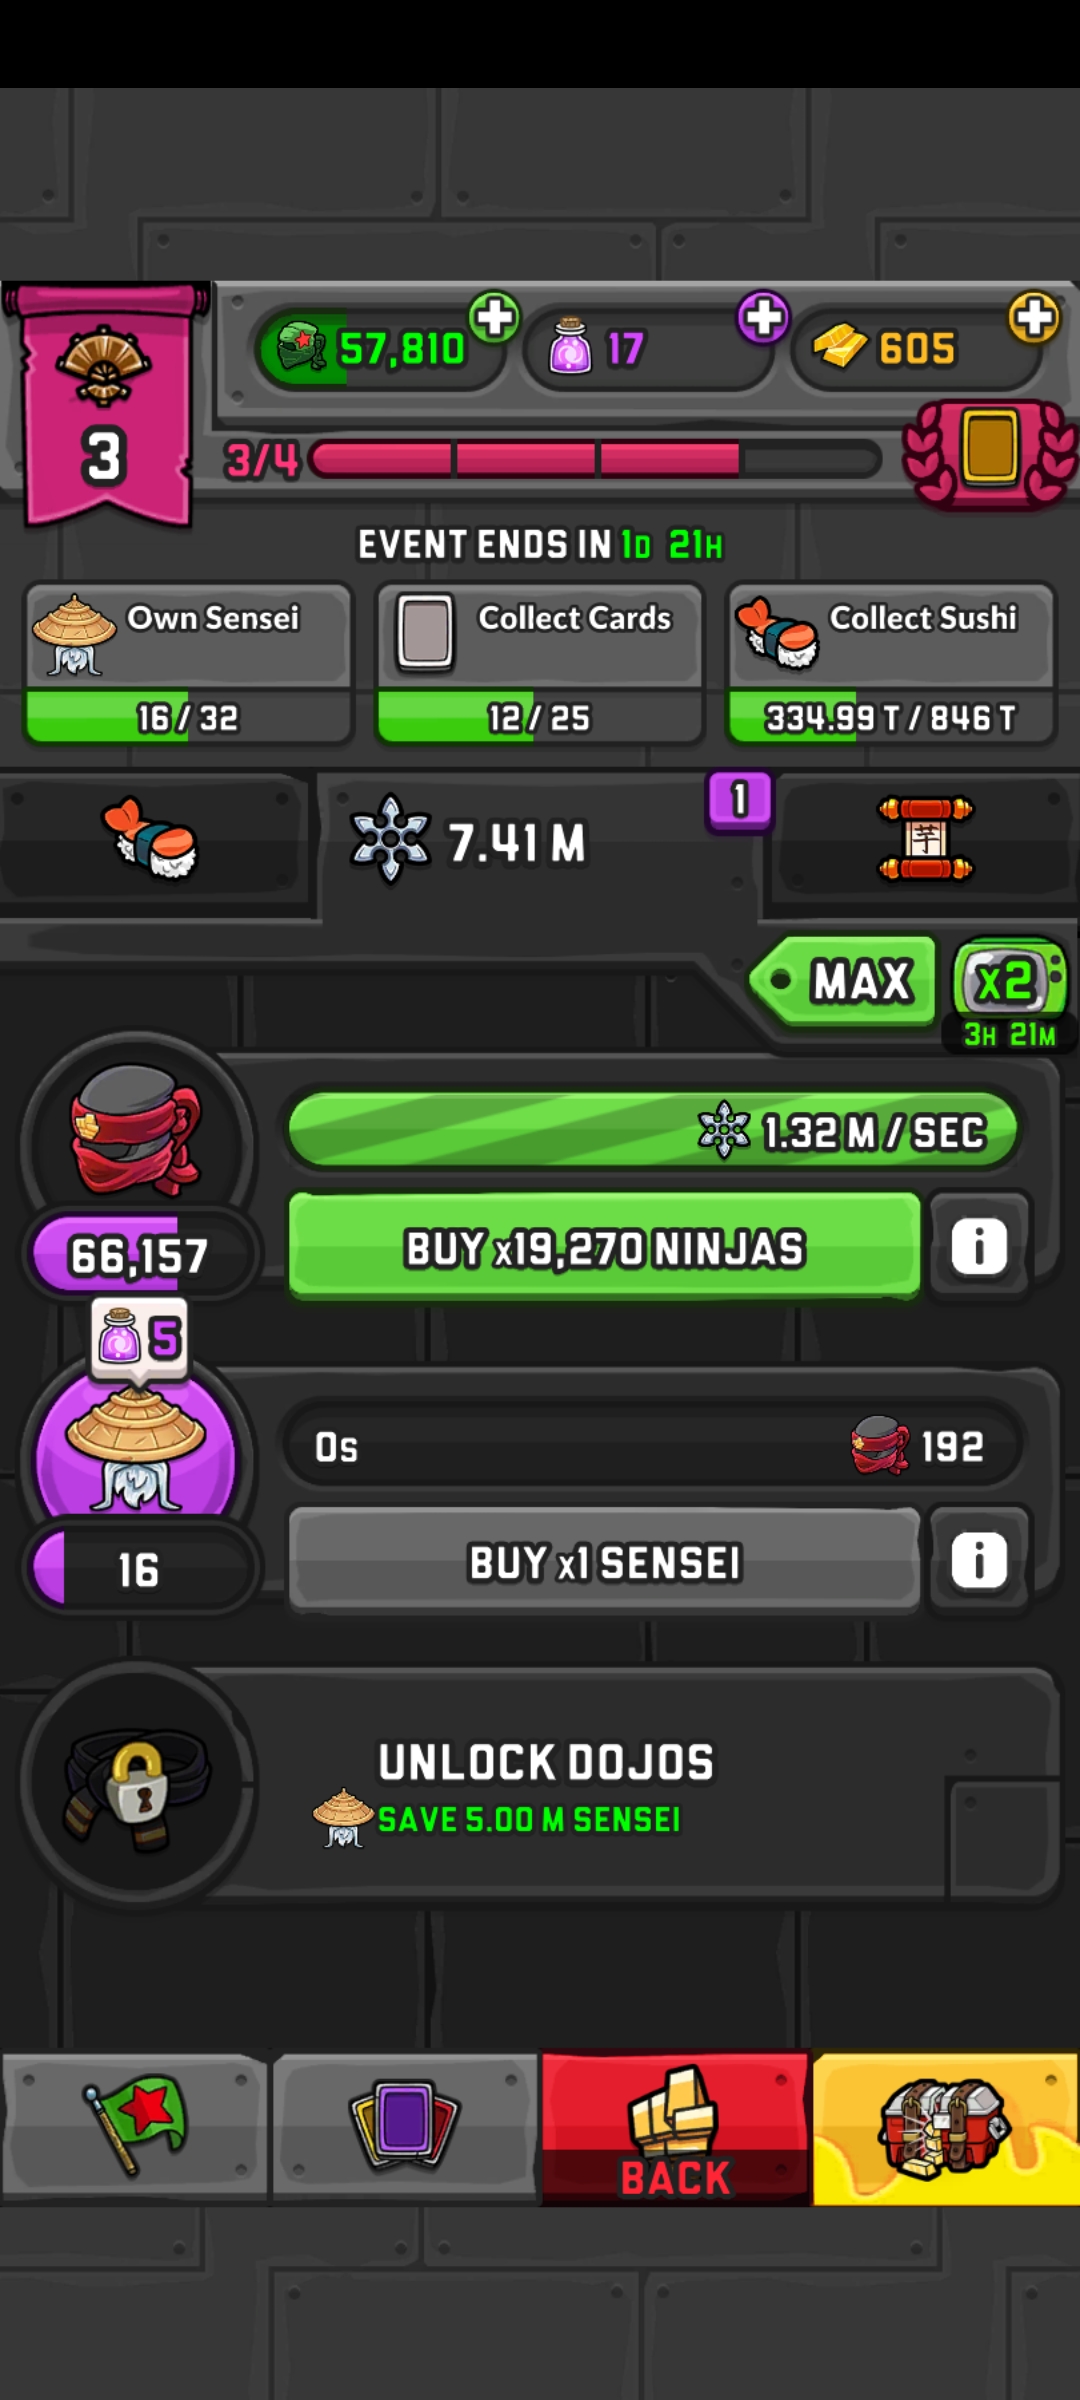 57,810
17
605
3
3/4
EVENT ENDS IN 1D 21H
Own Sensei
Collect Cards
Collect Sushi
16 / 32
12 / 25
334.99 T / 846 T
7.41 M
1
芋
MAX
x2
3H 21M
1.32 M / SEC
66,157
BUY x19,270 NINJAS
i
5
0s
192
16
BUY x1 SENSEI
i
UNLOCK DOJOS
SAVE 5.00 M SENSEI
BACK